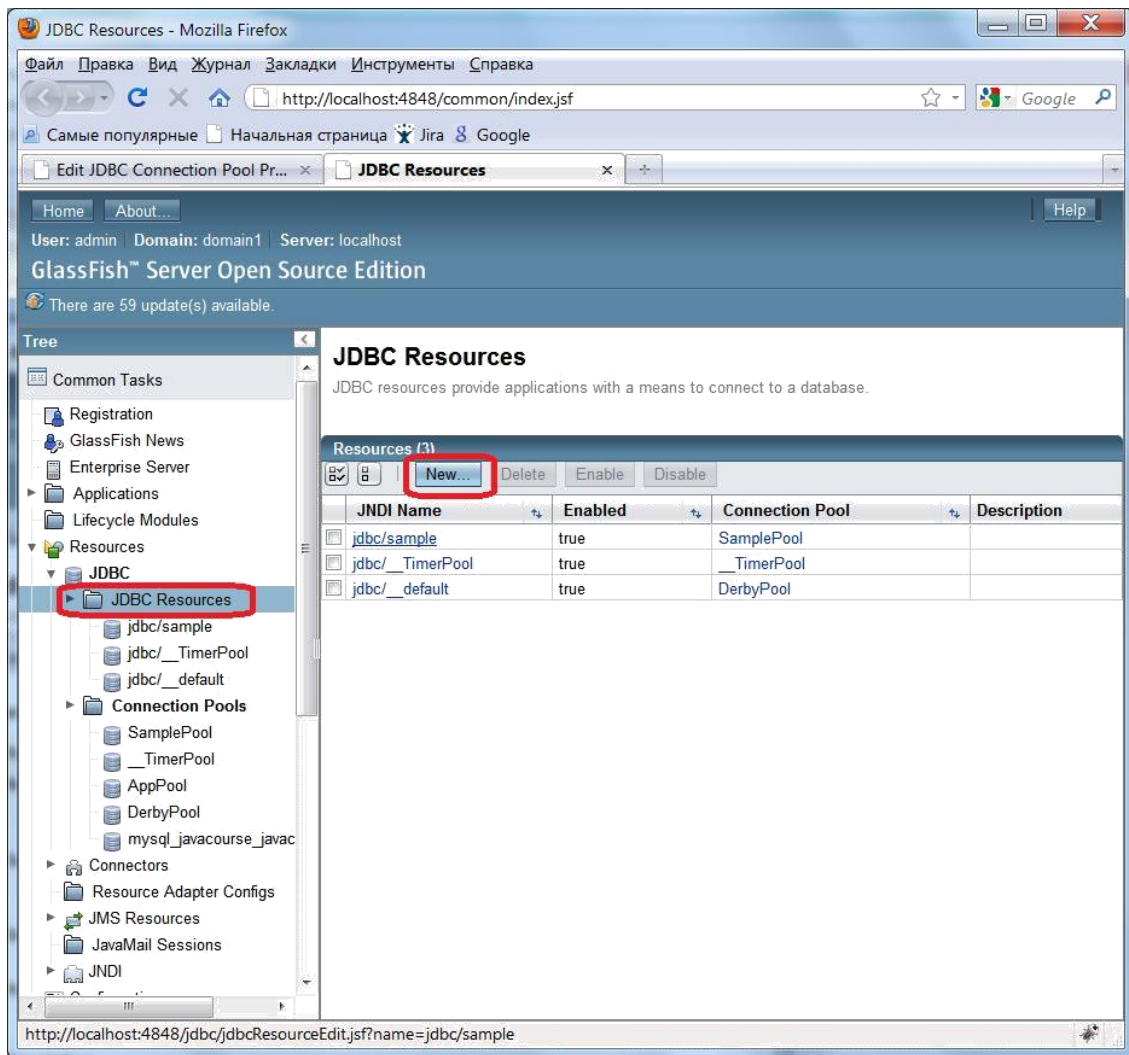 JDBC Resources - Mozilla Firefox
Файл Правка Вид Журнал Закладки Инструменты Справка
http://localhost:4848/common/index.jsf
Google
Самые популярные Начальная страница Jira Google
Edit JDBC Connection Pool Pr... JDBC Resources
Home About... Help
User: admin Domain: domain1 Server: localhost
GlassFish™ Server Open Source Edition
There are 59 update(s) available.
Tree
Common Tasks
Registration
GlassFish News
Enterprise Server
Applications
Lifecycle Modules
Resources
JDBC
JDBC Resources
jdbc/sample
jdbc/__TimerPool
jdbc/__default
Connection Pools
SamplePool
__TimerPool
AppPool
DerbyPool
mysql_javacourse_javac
Connectors
Resource Adapter Configs
JMS Resources
JavaMail Sessions
JNDI
JDBC Resources
JDBC resources provide applications with a means to connect to a database.
Resources (3)
New... Delete Enable Disable
JNDI Name Enabled Connection Pool Description
jdbc/sample true SamplePool
jdbc/__TimerPool true __TimerPool
jdbc/__default true DerbyPool
http://localhost:4848/jdbc/jdbcResourceEdit.jsf?name=jdbc/sample